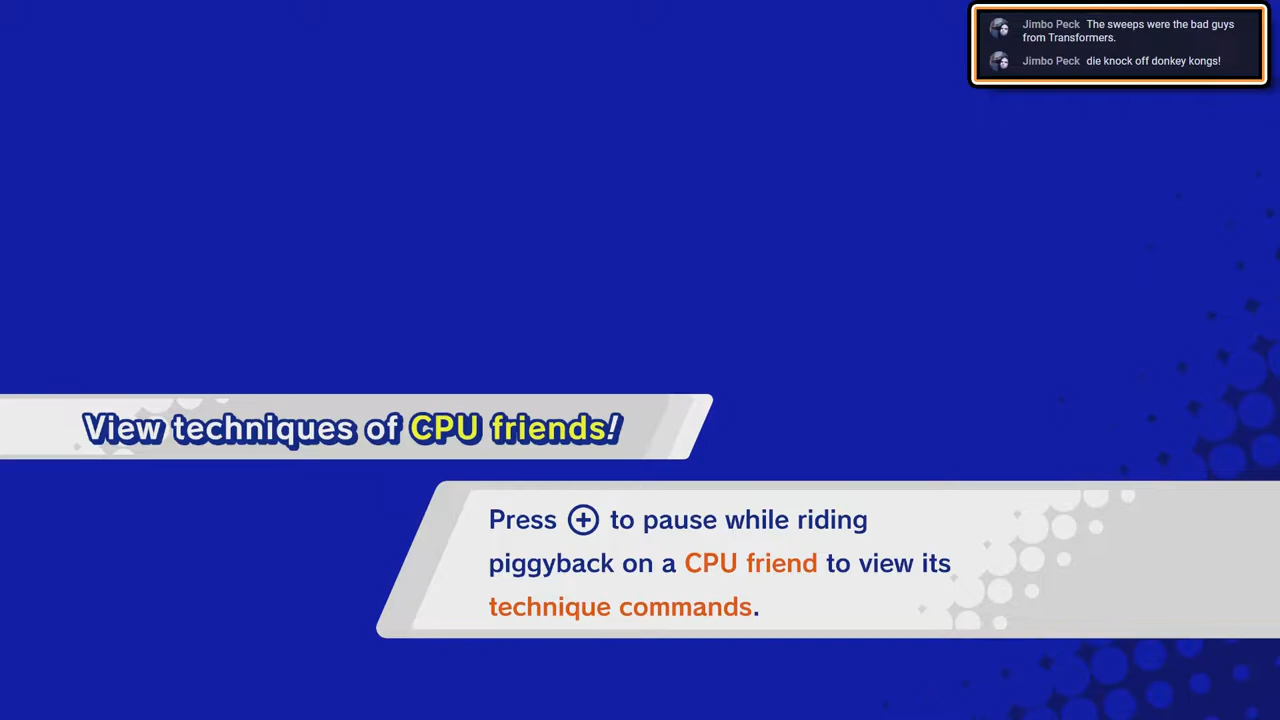 Jimbo Peck The sweeps were the bad guys
from Transformers.
Jimbo Peck die knock off donkey kongs!
View techniques of CPU friends!
Press ⊕ to pause while riding
piggyback on a CPU friend to view its
technique commands.